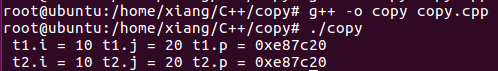 root@ubuntu:/home/xiang/C++/copy# g++ -o copy copy.cpp
root@ubuntu:/home/xiang/C++/copy# ./copy
t1.i = 10 t1.j = 20 t1.p = 0xe87c20
t2.i = 10 t2.j = 20 t2.p = 0xe87c20